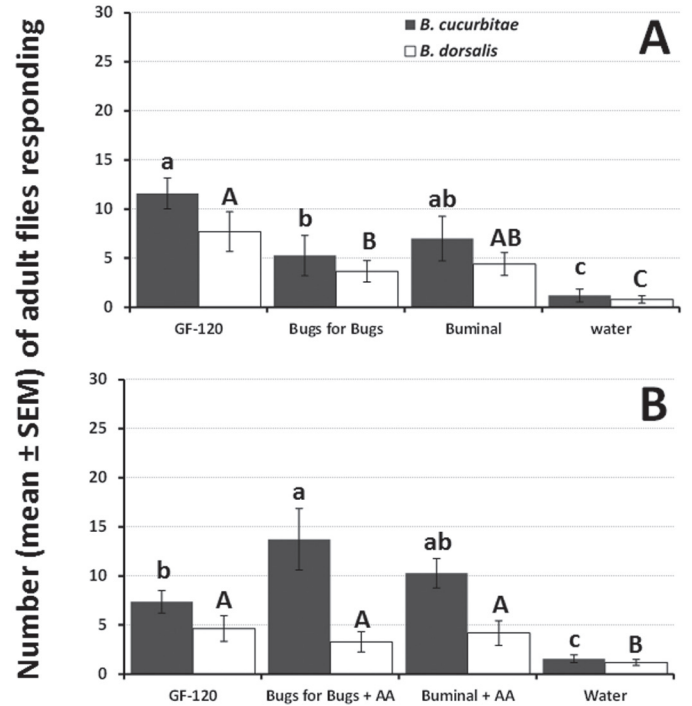 Number (mean ± SEM) of adult flies responding
A
B. cucurbitae
B. dorsalis
30
25
20
15
10
5
0
a
A
b
B
ab
AB
c
C
GF-120
Bugs for Bugs
Buminal
water
B
30
25
20
15
10
5
0
b
A
a
A
ab
A
c
B
GF-120
Bugs for Bugs + AA
Buminal + AA
Water